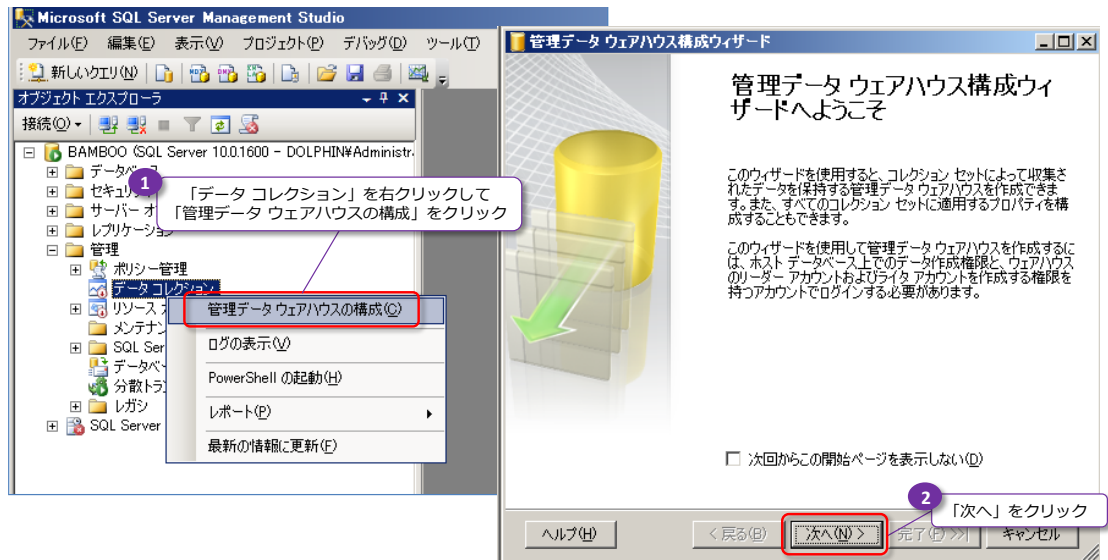 Microsoft SQL Server Management Studio
ファイル(F) 編集(E) 表示(V) プロジェクト(P) デバッグ(D) ツール(T)
新しいクエリ(N)
オブジェクト エクスプローラ
接続(O)
BAMBOO (SQL Server 10.0.1600 - DOLPHIN¥Administr
データベース
セキュリ
サーバー オ
レプリケーション
管理
ポリシー管理
データ コレクション
リソース
メンテナン
SQL Ser
データベ
分散トラ
レガシ
SQL Server
1
「データ コレクション」を右クリックして
「管理データ ウェアハウスの構成」をクリック
管理データ ウェアハウスの構成(C)
ログの表示(V)
PowerShell の起動(H)
レポート(P)
最新の情報に更新(F)
管理データ ウェアハウス構成ウィザード
管理データ ウェアハウス構成ウィ
ザードへようこそ
このウィザードを使用すると、コレクション セットによって収集さ
れたデータを保持する管理データ ウェアハウスを作成できま
す。また、すべてのコレクション セットに適用するプロパティを構
成することもできます。
このウィザードを使用して管理データ ウェアハウスを作成するに
は、ホスト データベース上でのデータ作成権限と、ウェアハウス
のリーダー アカウントおよびライタ アカウントを作成する権限を
持つアカウントでログインする必要があります。
次回からこの開始ページを表示しない(D)
2
「次へ」をクリック
ヘルプ(H) < 戻る(B) 次へ(N) > 完了(F) >>| キャンセル